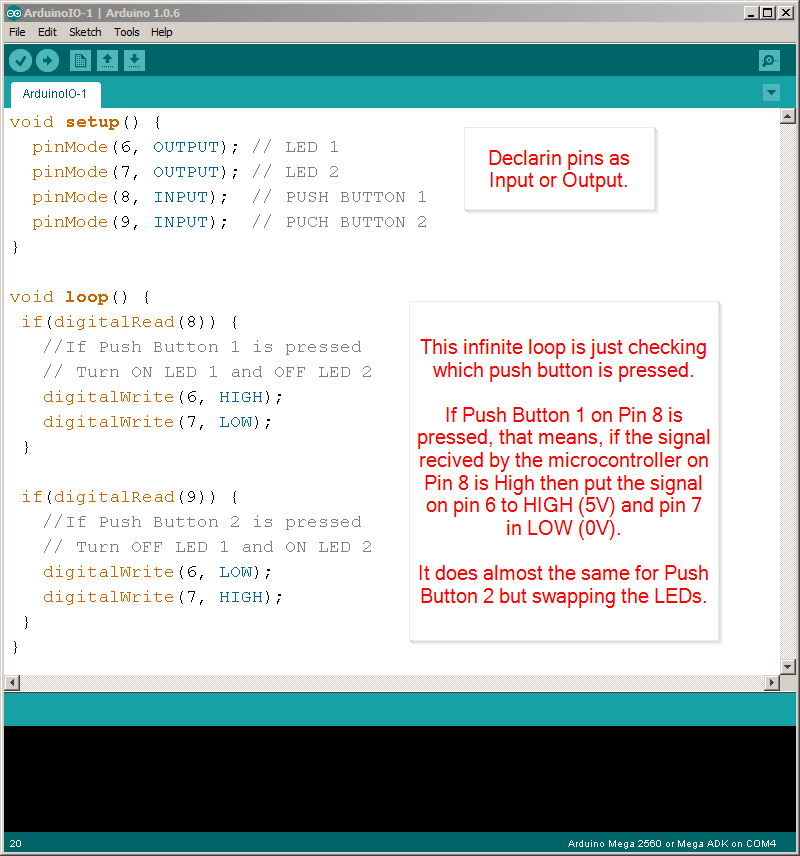 ArduinoIO-1 | Arduino 1.0.6
File Edit Sketch Tools Help
ArduinoIO-1
void setup() {
pinMode(6, OUTPUT); // LED 1
pinMode(7, OUTPUT); // LED 2
pinMode(8, INPUT); // PUSH BUTTON 1
pinMode(9, INPUT); // PUCH BUTTON 2
}
Declarin pins as
Input or Output.
void loop() {
if(digitalRead(8)) {
//If Push Button 1 is pressed
// Turn ON LED 1 and OFF LED 2
digitalWrite(6, HIGH);
digitalWrite(7, LOW);
}
if(digitalRead(9)) {
//If Push Button 2 is pressed
// Turn OFF LED 1 and ON LED 2
digitalWrite(6, LOW);
digitalWrite(7, HIGH);
}
}
This infinite loop is just checking
which push button is pressed.
If Push Button 1 on Pin 8 is
pressed, that means, if the signal
recived by the microcontroller on
Pin 8 is High then put the signal
on pin 6 to HIGH (5V) and pin 7
in LOW (0V).
It does almost the same for Push
Button 2 but swapping the LEDs.
20
Arduino Mega 2560 or Mega ADK on COM4